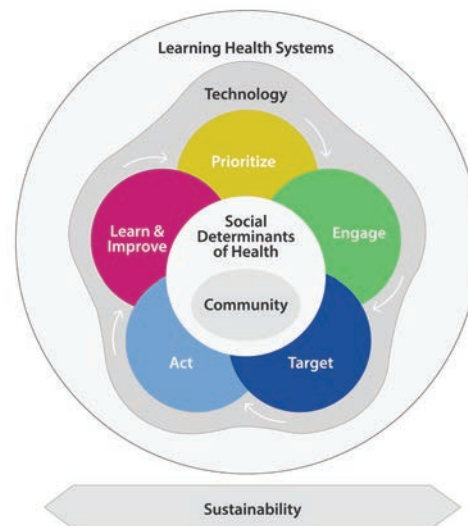 Learning Health Systems
Technology
Prioritize
Learn &
Improve
Social
Determinants
of Health
Engage
Community
Act
Target
Sustainability